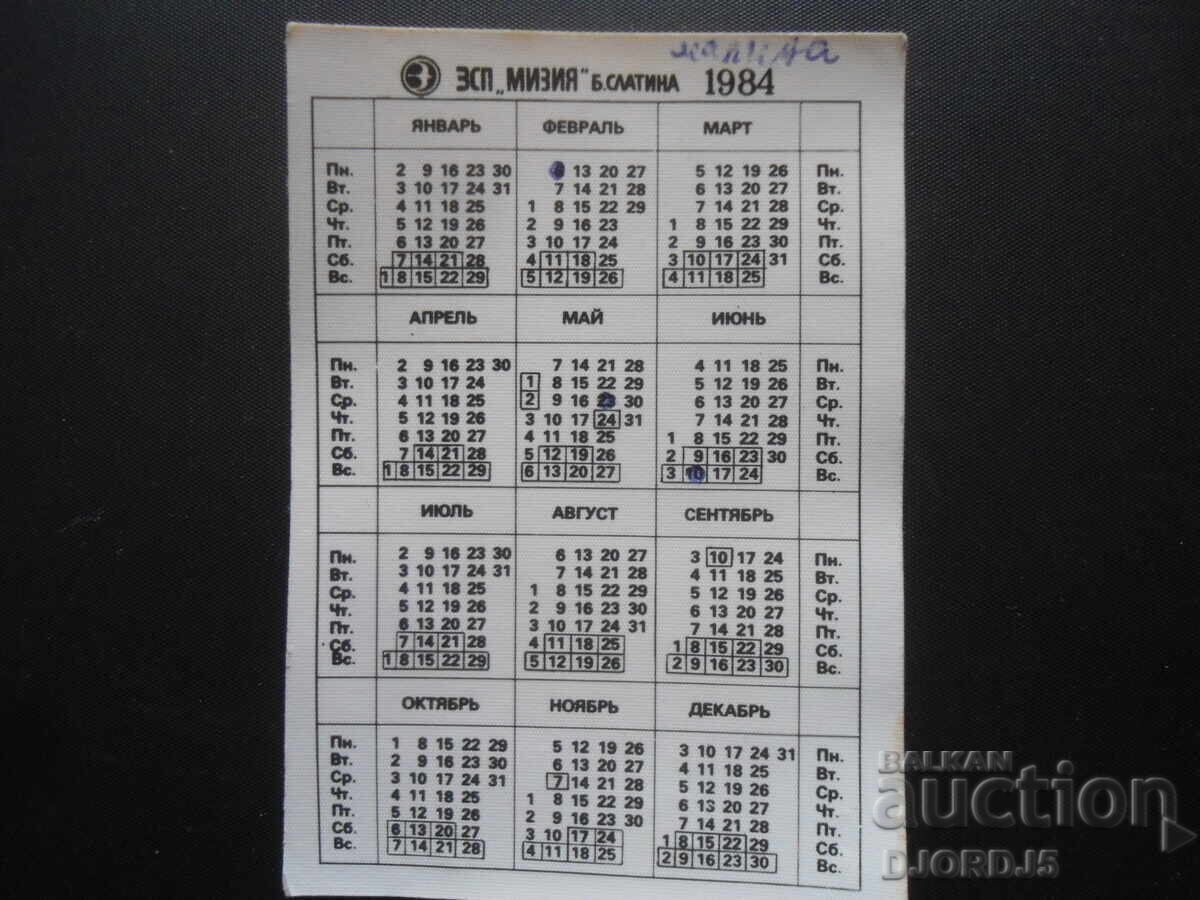 малина
ЗСП „МИЗИЯ" Б.СЛАТИНА 1984
ЯНВАРЬ ФЕВРАЛЬ МАРТ
Пн. 2 9 16 23 30 13 20 27 5 12 19 26 Пн.
Вт. 3 10 17 24 31 7 14 21 28 6 13 20 27 Вт.
Ср. 4 11 18 25 1 8 15 22 29 7 14 21 28 Ср.
Чт. 5 12 19 26 2 9 16 23 1 8 15 22 29 Чт.
Пт. 6 13 20 27 3 10 17 24 2 9 16 23 30 Пт.
Сб. 7 14 21 28 4 11 18 25 3 10 17 24 31 Сб.
Вс. 1 8 15 22 29 5 12 19 26 4 11 18 25 Вс.
АПРЕЛЬ МАЙ ИЮНЬ
Пн. 2 9 16 23 30 7 14 21 28 4 11 18 25 Пн.
Вт. 3 10 17 24 1 8 15 22 29 5 12 19 26 Вт.
Ср. 4 11 18 25 2 9 16 23 30 6 13 20 27 Ср.
Чт. 5 12 19 26 3 10 17 24 31 7 14 21 28 Чт.
Пт. 6 13 20 27 4 11 18 25 1 8 15 22 29 Пт.
Сб. 7 14 21 28 5 12 19 26 2 9 16 23 30 Сб.
Вс. 1 8 15 22 29 6 13 20 27 3 10 17 24 Вс.
ИЮЛЬ АВГУСТ СЕНТЯБРЬ
Пн. 2 9 16 23 30 6 13 20 27 3 10 17 24 Пн.
Вт. 3 10 17 24 31 7 14 21 28 4 11 18 25 Вт.
Ср. 4 11 18 25 1 8 15 22 29 5 12 19 26 Ср.
Чт. 5 12 19 26 2 9 16 23 30 6 13 20 27 Чт.
Пт. 6 13 20 27 3 10 17 24 31 7 14 21 28 Пт.
Сб. 7 14 21 28 4 11 18 25 1 8 15 22 29 Сб.
Вс. 1 8 15 22 29 5 12 19 26 2 9 16 23 30 Вс.
ОКТЯБРЬ НОЯБРЬ ДЕКАБРЬ
Пн. 1 8 15 22 29 5 12 19 26 3 10 17 24 31 Пн.
Вт. 2 9 16 23 30 6 13 20 27 4 11 18 25 Вт.
Ср. 3 10 17 24 31 7 14 21 28 5 12 19 26 Ср.
Чт. 4 11 18 25 1 8 15 22 29 6 13 20 27 Чт.
Пт. 5 12 19 26 2 9 16 23 30 7 14 21 28 Пт.
Сб. 6 13 20 27 3 10 17 24 1 8 15 22 29 Сб.
Вс. 7 14 21 28 4 11 18 25 2 9 16 23 30 Вс.
BALKAN
auction
DJORDJ5